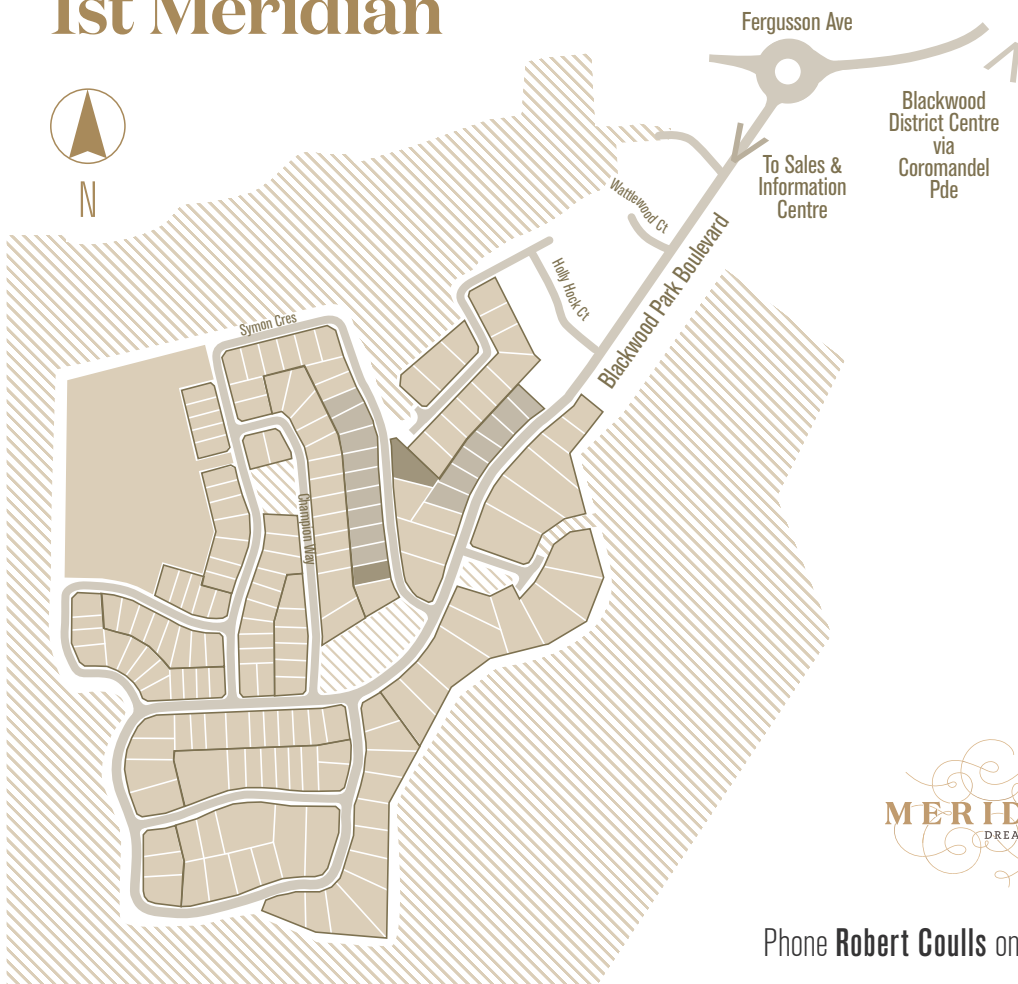 1st Meridian
Fergusson Ave
Blackwood
District Centre
via
Coromandel
Pde
To Sales &
Information
Centre
N
Wattlewood Ct
Blackwood Park Boulevard
Holly Hock Ct
Symon Cres
Champion Way
MERID
DREA
Phone Robert Coulls on